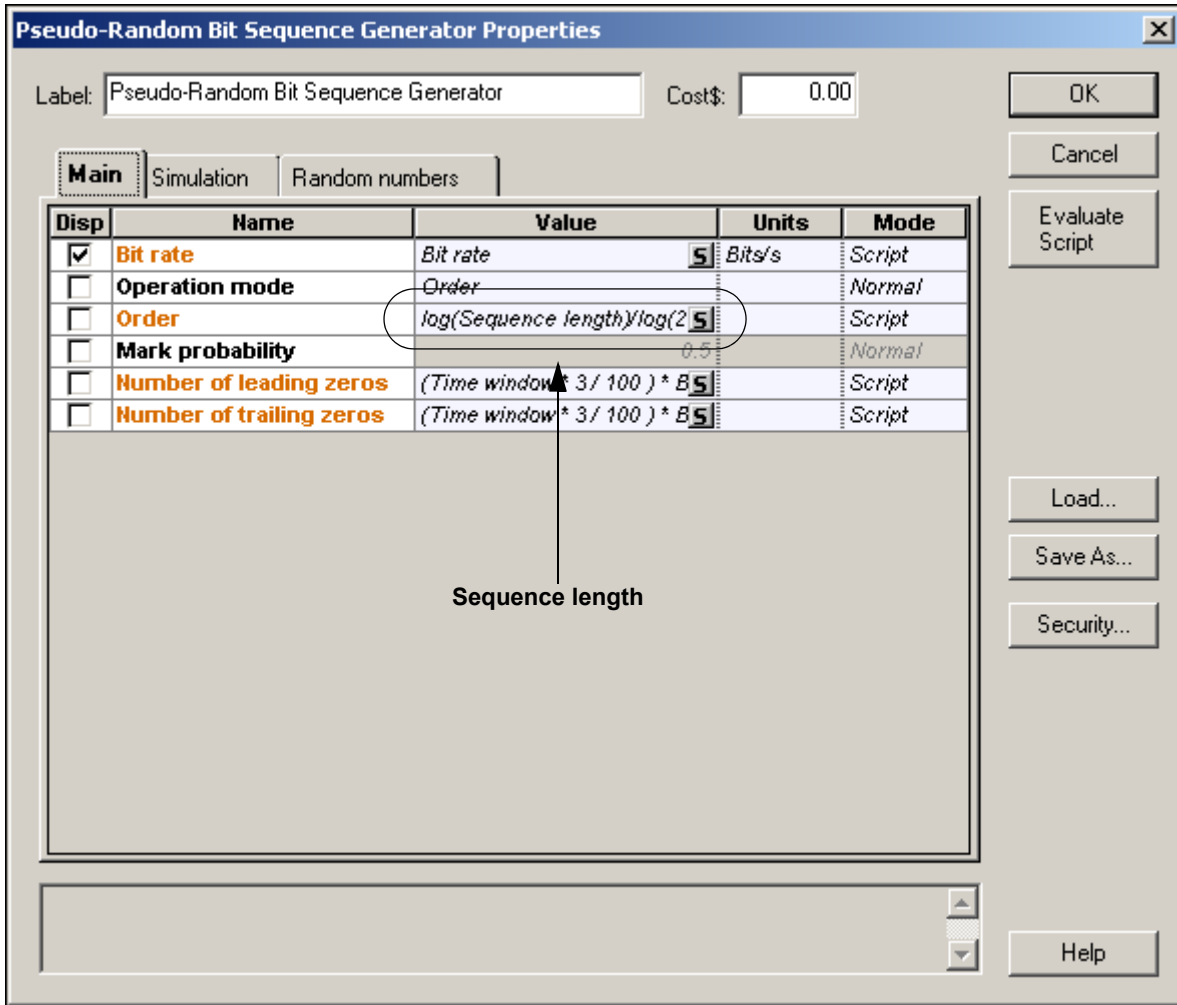 Pseudo-Random Bit Sequence Generator Properties
Label: Pseudo-Random Bit Sequence Generator Cost$: 0.00 OK
Cancel
Main Simulation Random numbers
Evaluate Script
Disp Name Value Units Mode
Bit rate Bit rate S Bits/s Script
Operation mode Order Normal
Order log(Sequence length)/log(2 S Script
Mark probability 0.5 Normal
Number of leading zeros (Time window * 3 / 100 ) * B S Script
Number of trailing zeros (Time window * 3 / 100 ) * B S Script
Load...
Save As...
Sequence length
Security...
Help